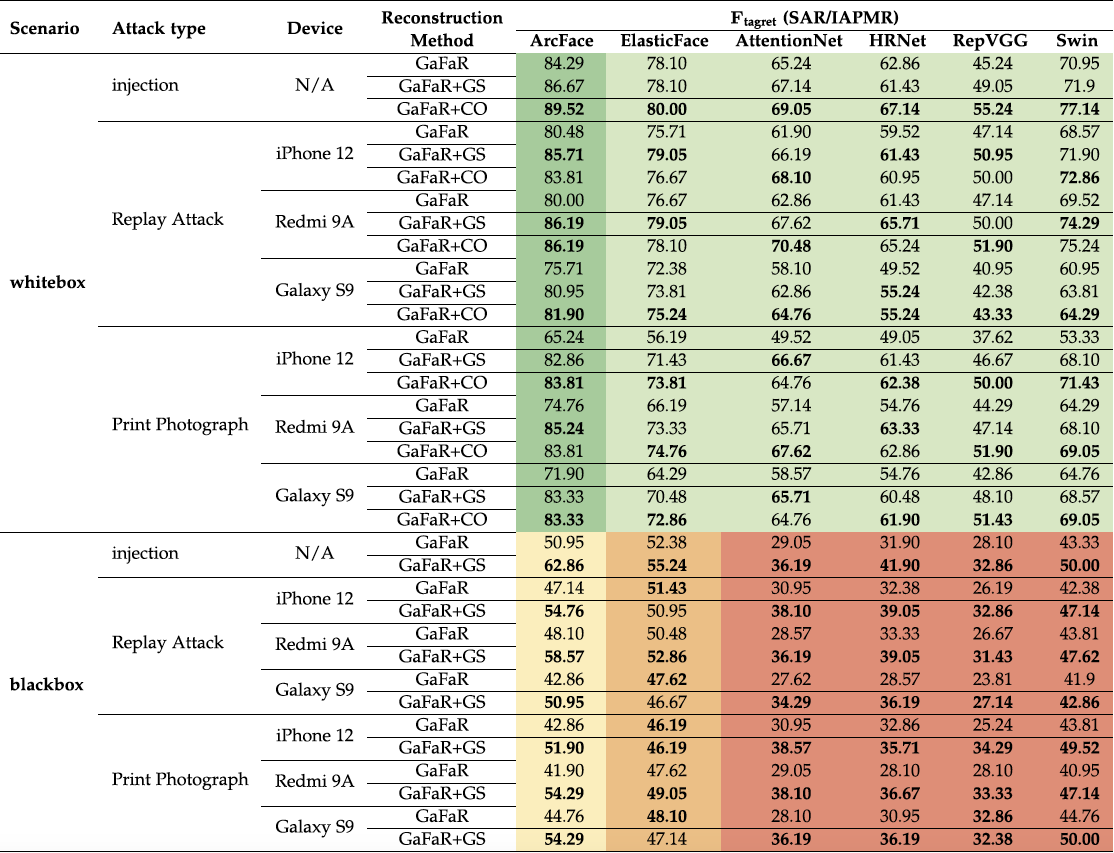 Scenario Attack type Device Reconstruction Method F_tagret (SAR/IAPMR)
ArcFace ElasticFace AttentionNet HRNet RepVGG Swin
whitebox
injection N/A
GaFaR 84.29 78.10 65.24 62.86 45.24 70.95
GaFaR+GS 86.67 78.10 67.14 61.43 49.05 71.9
GaFaR+CO 89.52 80.00 69.05 67.14 55.24 77.14
Replay Attack
iPhone 12
GaFaR 80.48 75.71 61.90 59.52 47.14 68.57
GaFaR+GS 85.71 79.05 66.19 61.43 50.95 71.90
GaFaR+CO 83.81 76.67 68.10 60.95 50.00 72.86
Redmi 9A
GaFaR 80.00 76.67 62.86 61.43 47.14 69.52
GaFaR+GS 86.19 79.05 67.62 65.71 50.00 74.29
GaFaR+CO 86.19 78.10 70.48 65.24 51.90 75.24
Galaxy S9
GaFaR 75.71 72.38 58.10 49.52 40.95 60.95
GaFaR+GS 80.95 73.81 62.86 55.24 42.38 63.81
GaFaR+CO 81.90 75.24 64.76 55.24 43.33 64.29
Print Photograph
iPhone 12
GaFaR 65.24 56.19 49.52 49.05 37.62 53.33
GaFaR+GS 82.86 71.43 66.67 61.43 46.67 68.10
GaFaR+CO 83.81 73.81 64.76 62.38 50.00 71.43
Redmi 9A
GaFaR 74.76 66.19 57.14 54.76 44.29 64.29
GaFaR+GS 85.24 73.33 65.71 63.33 47.14 68.10
GaFaR+CO 83.81 74.76 67.62 62.86 51.90 69.05
Galaxy S9
GaFaR 71.90 64.29 58.57 54.76 42.86 64.76
GaFaR+GS 83.33 70.48 65.71 60.48 48.10 68.57
GaFaR+CO 83.33 72.86 64.76 61.90 51.43 69.05
blackbox
injection N/A
GaFaR 50.95 52.38 29.05 31.90 28.10 43.33
GaFaR+GS 62.86 55.24 36.19 41.90 32.86 50.00
Replay Attack
iPhone 12
GaFaR 47.14 51.43 30.95 32.38 26.19 42.38
GaFaR+GS 54.76 50.95 38.10 39.05 32.86 47.14
Redmi 9A
GaFaR 48.10 50.48 28.57 33.33 26.67 43.81
GaFaR+GS 58.57 52.86 36.19 39.05 31.43 47.62
Galaxy S9
GaFaR 42.86 47.62 27.62 28.57 23.81 41.9
GaFaR+GS 50.95 46.67 34.29 36.19 27.14 42.86
Print Photograph
iPhone 12
GaFaR 42.86 46.19 30.95 32.86 25.24 43.81
GaFaR+GS 51.90 46.19 38.57 35.71 34.29 49.52
Redmi 9A
GaFaR 41.90 47.62 29.05 28.10 28.10 40.95
GaFaR+GS 54.29 49.05 38.10 36.67 33.33 47.14
Galaxy S9
GaFaR 44.76 48.10 28.10 30.95 32.86 44.76
GaFaR+GS 54.29 47.14 36.19 36.19 32.38 50.00